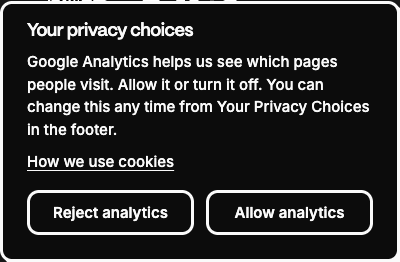 Your privacy choices
Google Analytics helps us see which pages
people visit. Allow it or turn it off. You can
change this any time from Your Privacy Choices
in the footer.
How we use cookies
Reject analytics
Allow analytics